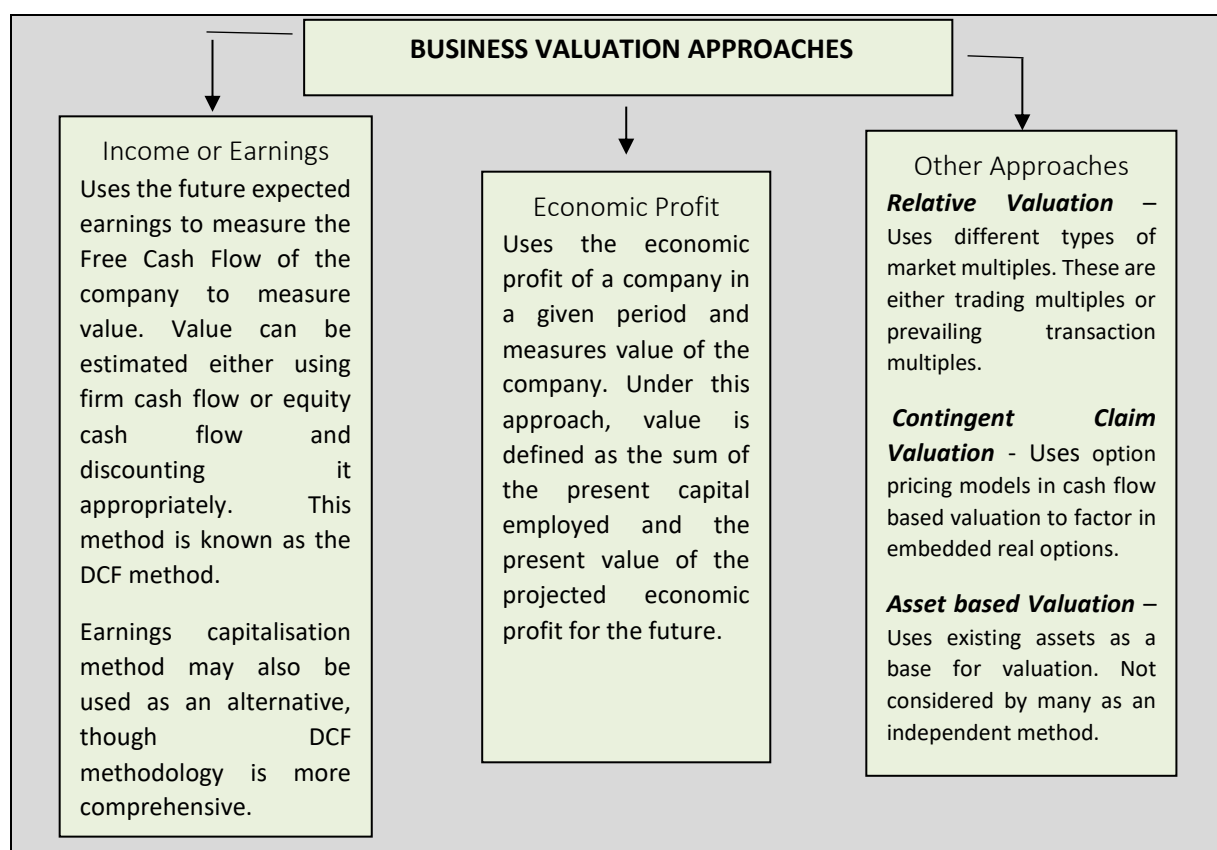 BUSINESS VALUATION APPROACHES
Income or Earnings
Uses the future expected
earnings to measure the
Free Cash Flow of the
company to measure
value. Value can be
estimated either using
firm cash flow or equity
cash flow and
discounting it
appropriately. This
method is known as the
DCF method.
Earnings capitalisation
method may also be
used as an alternative,
though DCF
methodology is more
comprehensive.
Economic Profit
Uses the economic
profit of a company in
a given period and
measures value of the
company. Under this
approach, value is
defined as the sum of
the present capital
employed and the
present value of the
projected economic
profit for the future.
Other Approaches
Relative Valuation –
Uses different types of
market multiples. These are
either trading multiples or
prevailing transaction
multiples.
Contingent Claim
Valuation - Uses option
pricing models in cash flow
based valuation to factor in
embedded real options.
Asset based Valuation –
Uses existing assets as a
base for valuation. Not
considered by many as an
independent method.